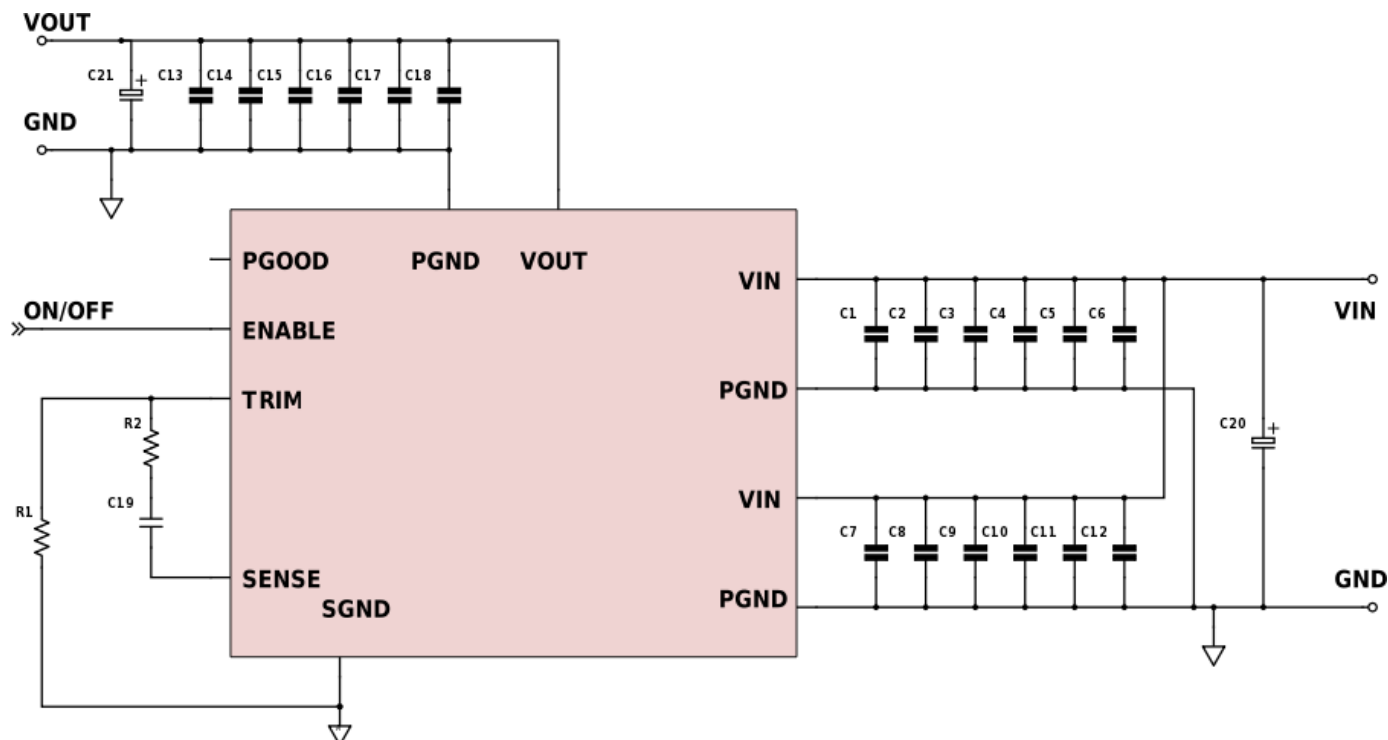 VOUT
C21 + C13 C14 C15 C16 C17 C18
GND
PGOOD PGND VOUT
VIN
ON/OFF
VIN
ENABLE
C1 C2 C3 C4 C5 C6
TRIM
PGND
R2
C20 +
C19
VIN
R1
C7 C8 C9 C10 C11 C12
SENSE
GND
SGND
PGND